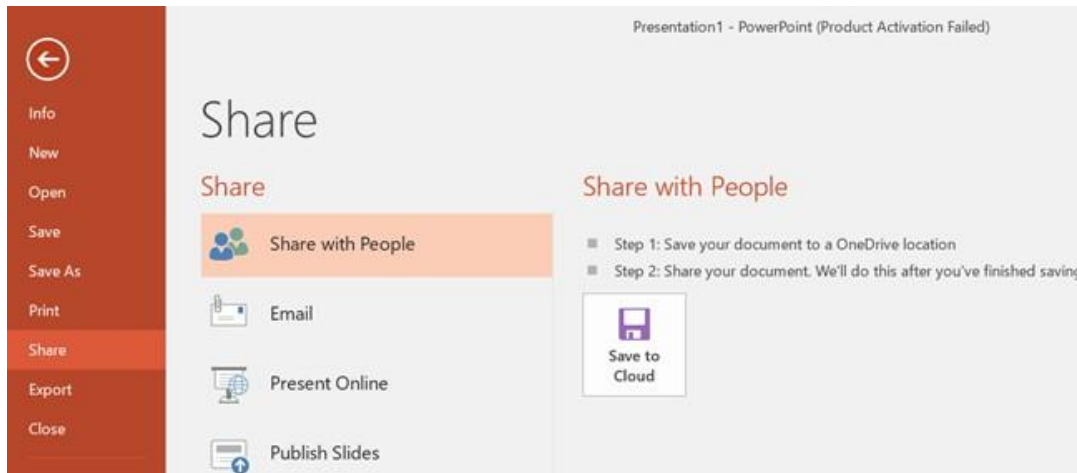 Presentation1 - PowerPoint (Product Activation Failed)
Info
New
Open
Save
Save As
Print
Share
Export
Close
Share
Share
Share with People
Email
Present Online
Publish Slides
Share with People
Step 1: Save your document to a OneDrive location
Step 2: Share your document. We'll do this after you've finished saving
Save to
Cloud